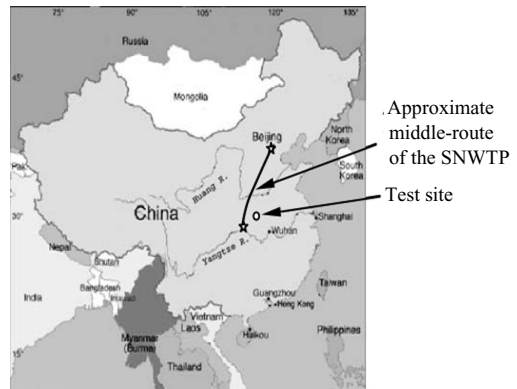 75°
90°
105°
115°
135°
Russia
45°
Mongolia
Approximate
middle-route
of the SNWTP
Beijing
North
Korea
South
Korea
Pak
Huang R.
Test site
China
30°
Shanghai
Wuhan
Nepal
Yangtze R.
Bhutan
Bangladesh
Taiwan
Guangzhou
Hong Kong
India
Vietnam
Laos
Myanmar
(Burma)
Haikou
Philippines
15°
Thailand